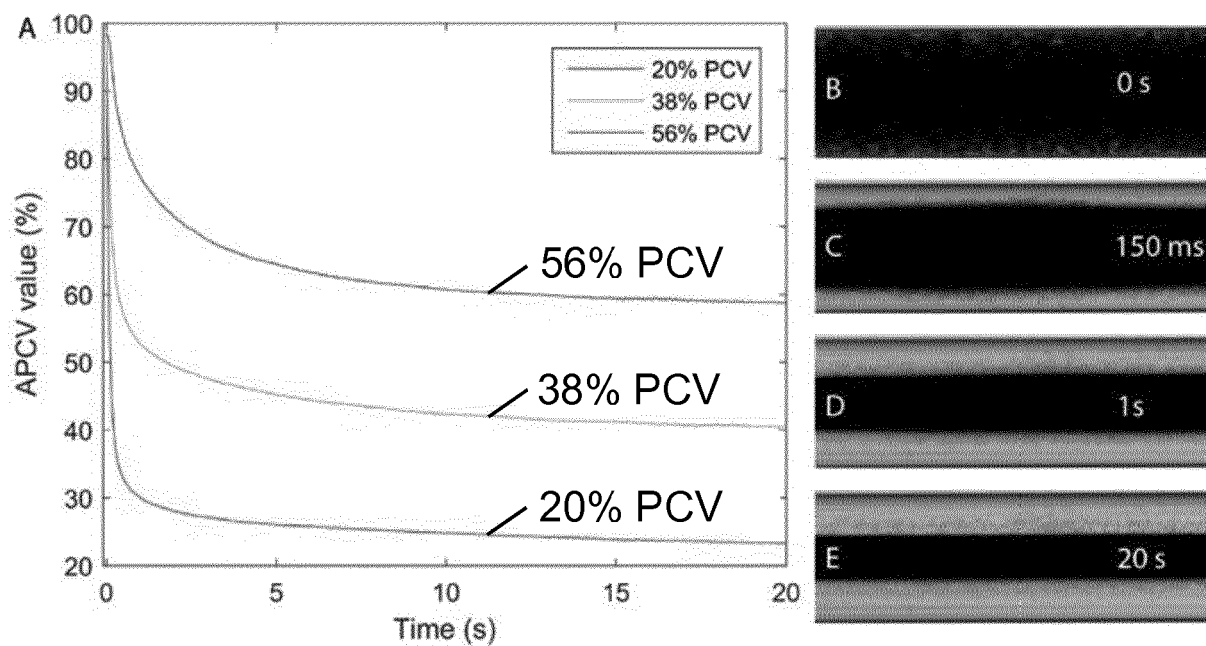 A
100
90
80
70
60
50
40
30
20
APCV value (%)
20% PCV
38% PCV
56% PCV
56% PCV
38% PCV
20% PCV
0
5
10
15
20
Time (s)
B
0 s
C
150 ms
D
1s
E
20 s